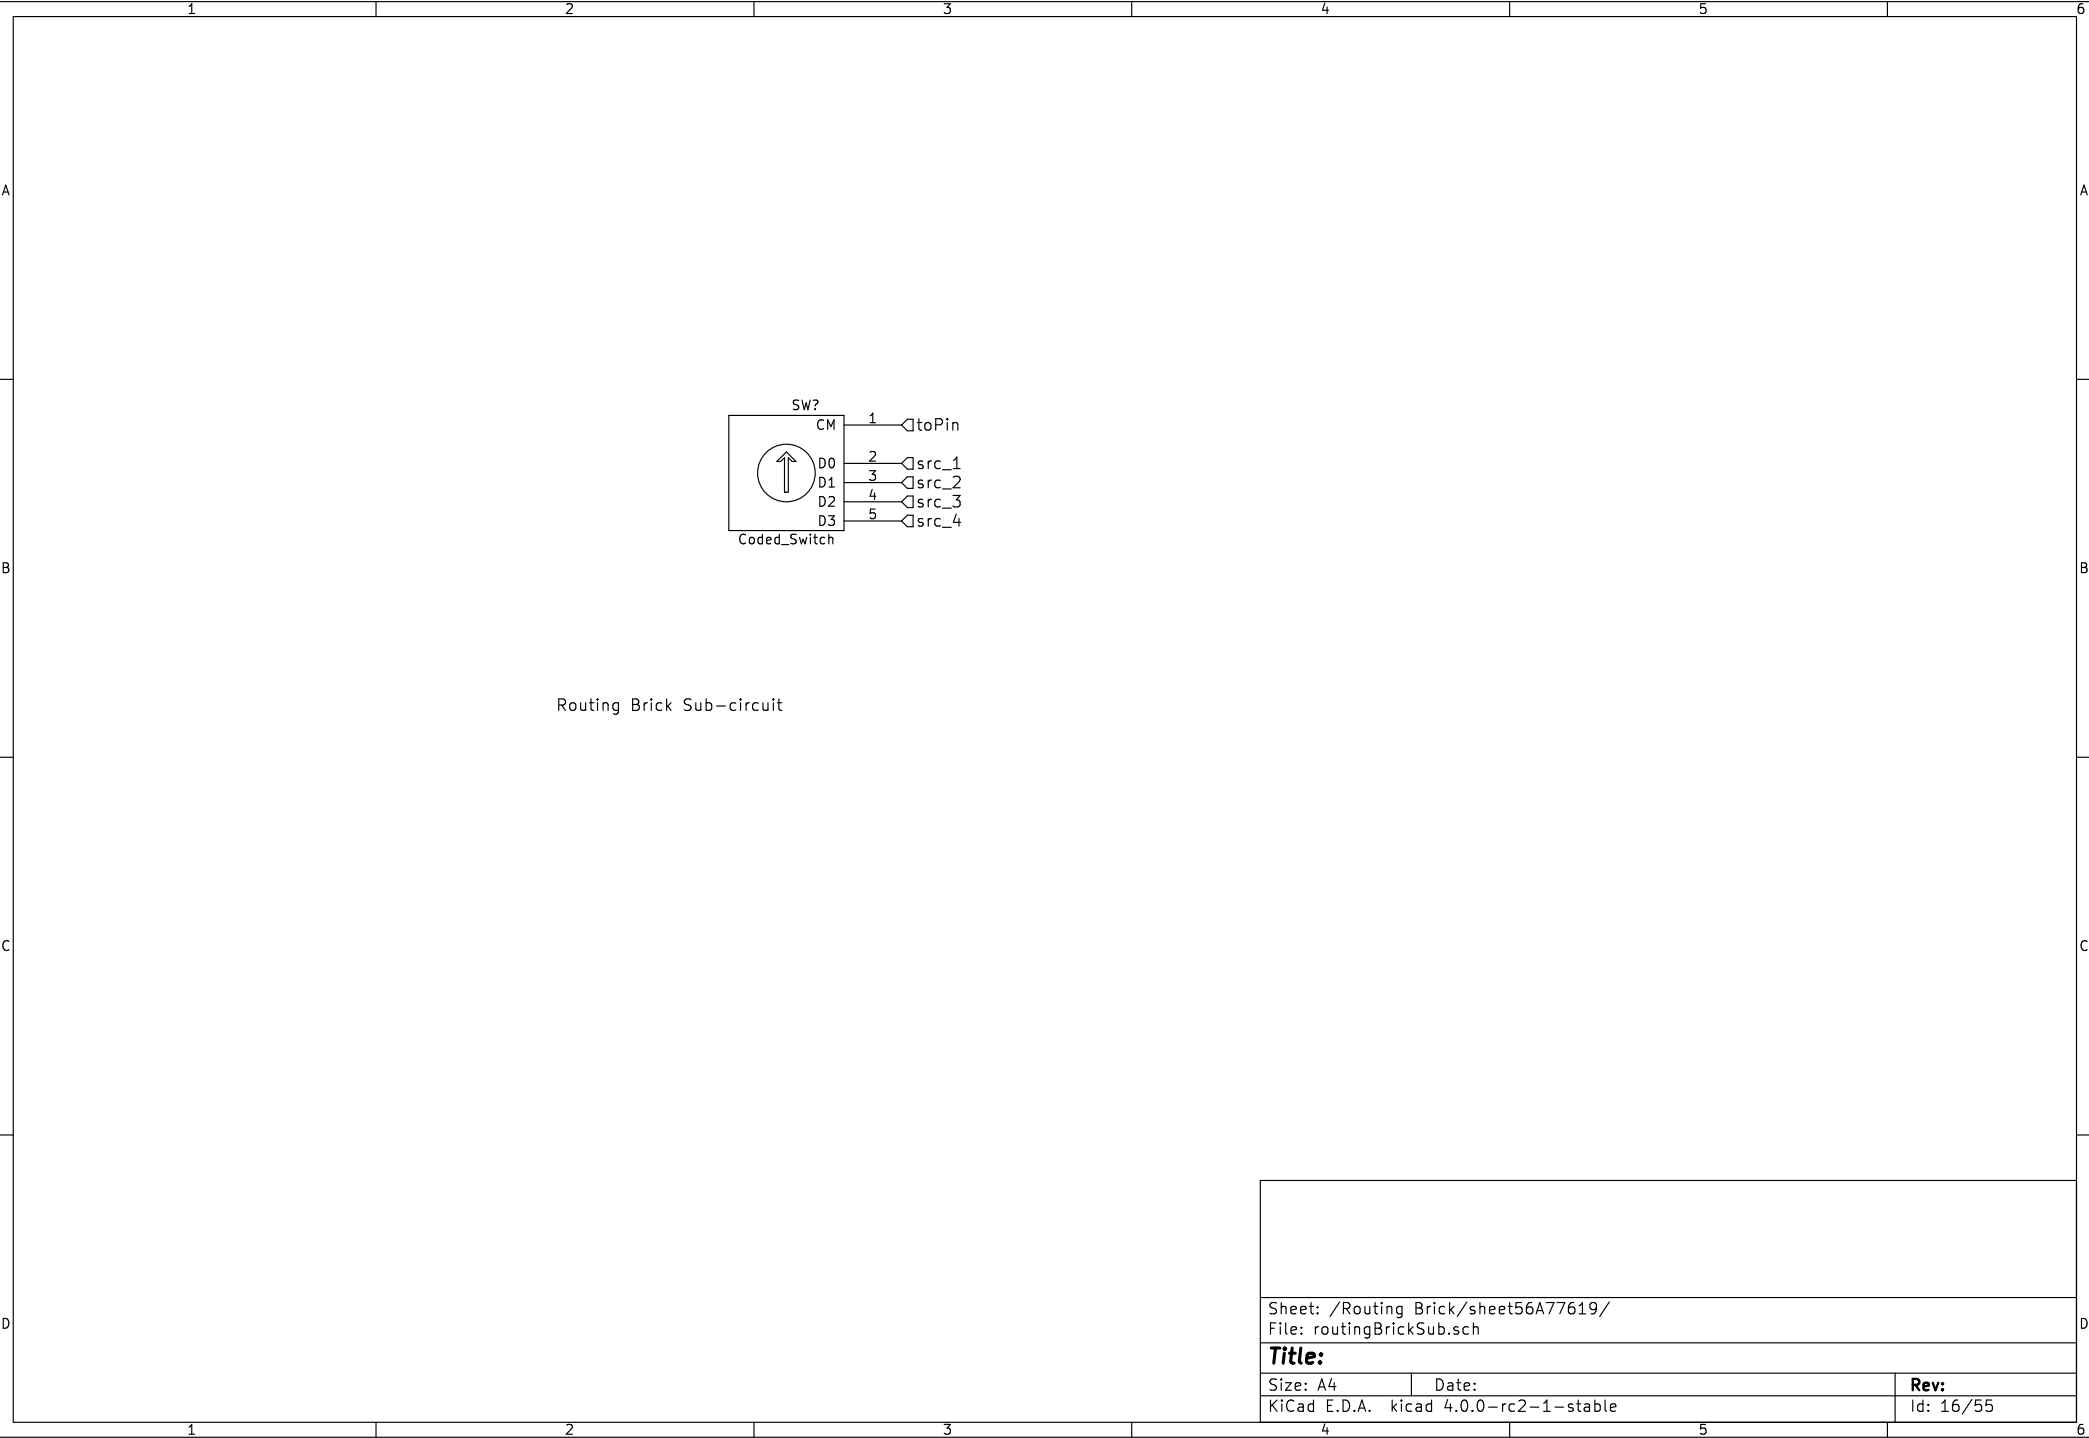 1 2 3 4 5 6
A A
SW?
CM 1 toPin
D0 2 src_1
D1 3 src_2
D2 4 src_3
D3 5 src_4
Coded_Switch
B B
Routing Brick Sub-circuit
C C
Sheet: /Routing Brick/sheet56A77619/
File: routingBrickSub.sch
D D
Title:
Size: A4 Date: Rev:
KiCad E.D.A. kicad 4.0.0-rc2-1-stable Id: 16/55
1 2 3 4 5 6